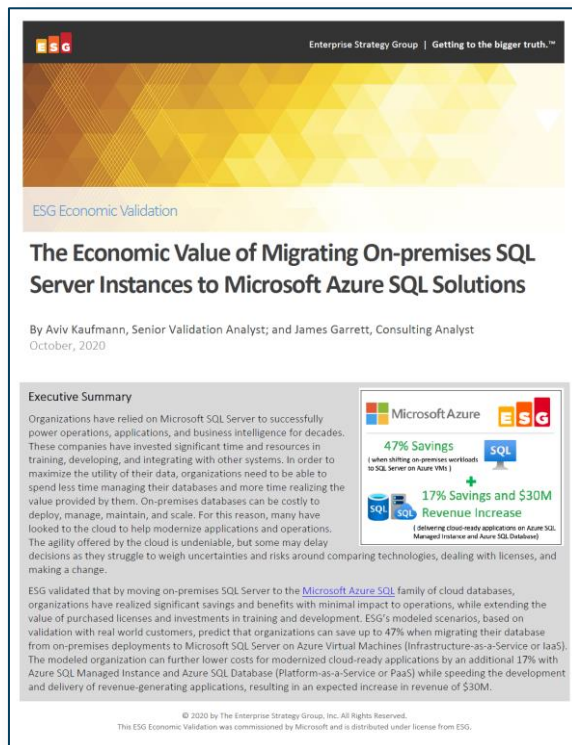 ESG
Enterprise Strategy Group | Getting to the bigger truth.™
ESG Economic Validation
The Economic Value of Migrating On-premises SQL
Server Instances to Microsoft Azure SQL Solutions
By Aviv Kaufmann, Senior Validation Analyst; and James Garrett, Consulting Analyst
October, 2020
Executive Summary
Organizations have relied on Microsoft SQL Server to successfully
power operations, applications, and business intelligence for decades.
These companies have invested significant time and resources in
training, developing, and integrating with other systems. In order to
maximize the utility of their data, organizations need to be able to
spend less time managing their databases and more time realizing the
value provided by them. On-premises databases can be costly to
deploy, manage, maintain, and scale. For this reason, many have
looked to the cloud to help modernize applications and operations.
The agility offered by the cloud is undeniable, but some may delay
decisions as they struggle to weigh uncertainties and risks around comparing technologies, dealing with licenses, and
making a change.
Microsoft Azure
ESG
47% Savings
( when shifting on-premises workloads
to SQL Server on Azure VMs )
SQL
+
SQL
17% Savings and $30M
Revenue Increase
( delivering cloud-ready applications on Azure SQL
Managed Instance and Azure SQL Database)
ESG validated that by moving on-premises SQL Server to the Microsoft Azure SQL family of cloud databases,
organizations have realized significant savings and benefits with minimal impact to operations, while extending the
value of purchased licenses and investments in training and development. ESG's modeled scenarios, based on
validation with real world customers, predict that organizations can save up to 47% when migrating their database
from on-premises deployments to Microsoft SQL Server on Azure Virtual Machines (Infrastructure-as-a-Service or IaaS).
The modeled organization can further lower costs for modernized cloud-ready applications by an additional 17% with
Azure SQL Managed Instance and Azure SQL Database (Platform-as-a-Service or PaaS) while speeding the development
and delivery of revenue-generating applications, resulting in an expected increase in revenue of $30M.
© 2020 by The Enterprise Strategy Group, Inc. All Rights Reserved.
This ESG Economic Validation was commissioned by Microsoft and is distributed under license from ESG.